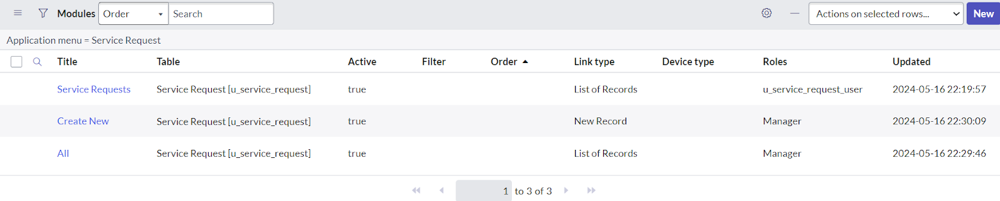 Modules Order Search Actions on selected rows... New
Application menu = Service Request
Title Table Active Filter Order Link type Device type Roles Updated
Service Requests Service Request [u_service_request] true List of Records u_service_request_user 2024-05-16 22:19:57
Create New Service Request [u_service_request] true New Record Manager 2024-05-16 22:30:09
All Service Request [u_service_request] true List of Records Manager 2024-05-16 22:29:46
1 to 3 of 3